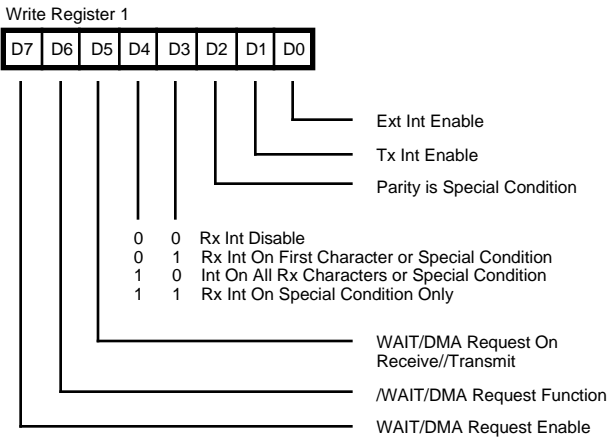 Write Register 1
D7 D6 D5 D4 D3 D2 D1 D0
Ext Int Enable
Tx Int Enable
Parity is Special Condition
0 0 Rx Int Disable
0 1 Rx Int On First Character or Special Condition
1 0 Int On All Rx Characters or Special Condition
1 1 Rx Int On Special Condition Only
WAIT/DMA Request On
Receive//Transmit
/WAIT/DMA Request Function
WAIT/DMA Request Enable